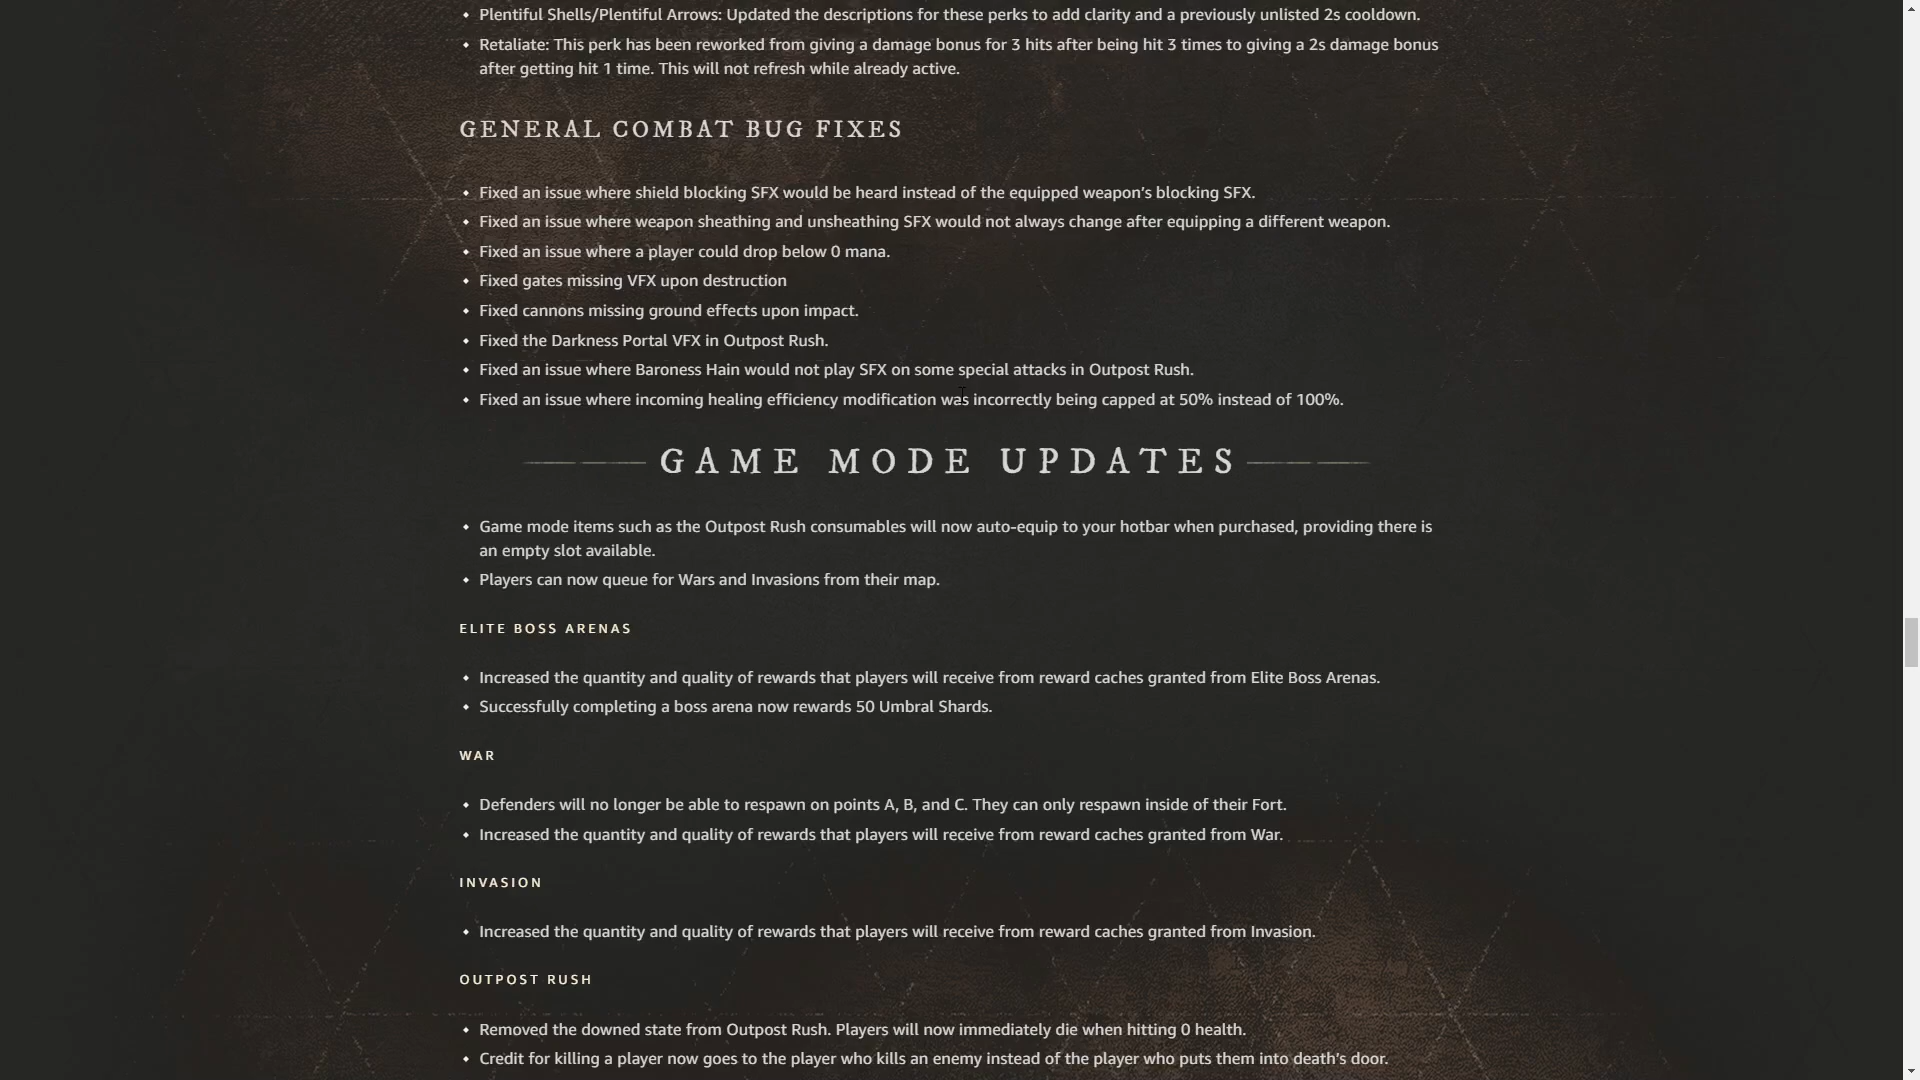 Plentiful Shells/Plentiful Arrows: Updated the descriptions for these perks to add clarity and a previously unlisted 2s cooldown.
Retaliate: This perk has been reworked from giving a damage bonus for 3 hits after being hit 3 times to giving a 2s damage bonus
after getting hit 1 time. This will not refresh while already active.
GENERAL COMBAT BUG FIXES
Fixed an issue where shield blocking SFX would be heard instead of the equipped weapon’s blocking SFX.
Fixed an issue where weapon sheathing and unsheathing SFX would not always change after equipping a different weapon.
Fixed an issue where a player could drop below 0 mana.
Fixed gates missing VFX upon destruction
Fixed cannons missing ground effects upon impact.
Fixed the Darkness Portal VFX in Outpost Rush.
Fixed an issue where Baroness Hain would not play SFX on some special attacks in Outpost Rush.
Fixed an issue where incoming healing efficiency modification was incorrectly being capped at 50% instead of 100%.
GAME MODE UPDATES
Game mode items such as the Outpost Rush consumables will now auto-equip to your hotbar when purchased, providing there is
an empty slot available.
Players can now queue for Wars and Invasions from their map.
ELITE BOSS ARENAS
Increased the quantity and quality of rewards that players will receive from reward caches granted from Elite Boss Arenas.
Successfully completing a boss arena now rewards 50 Umbral Shards.
WAR
Defenders will no longer be able to respawn on points A, B, and C. They can only respawn inside of their Fort.
Increased the quantity and quality of rewards that players will receive from reward caches granted from War.
INVASION
Increased the quantity and quality of rewards that players will receive from reward caches granted from Invasion.
OUTPOST RUSH
Removed the downed state from Outpost Rush. Players will now immediately die when hitting 0 health.
Credit for killing a player now goes to the player who kills an enemy instead of the player who puts them into death’s door.